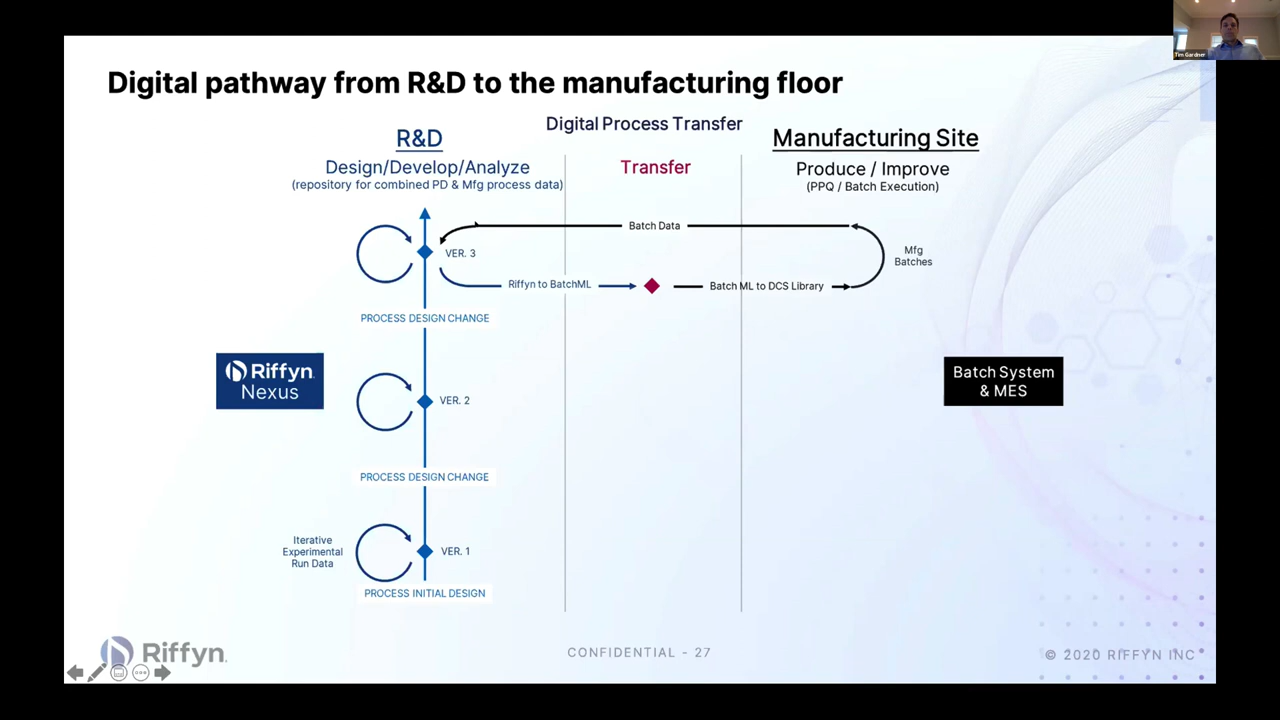 Tim Gardner
Digital pathway from R&D to the manufacturing floor
Digital Process Transfer
R&D
Design/Develop/Analyze
(repository for combined PD & Mfg process data)
Transfer
Manufacturing Site
Produce / Improve
(PPQ / Batch Execution)
Batch Data
VER. 3
Mfg
Batches
Riffyn to BatchML
Batch ML to DCS Library
PROCESS DESIGN CHANGE
Riffyn
Nexus
Batch System
& MES
VER. 2
PROCESS DESIGN CHANGE
Iterative
Experimental
Run Data
VER. 1
PROCESS INITIAL DESIGN
Riffyn.
CONFIDENTIAL - 27
© 2020 RIFFYN INC